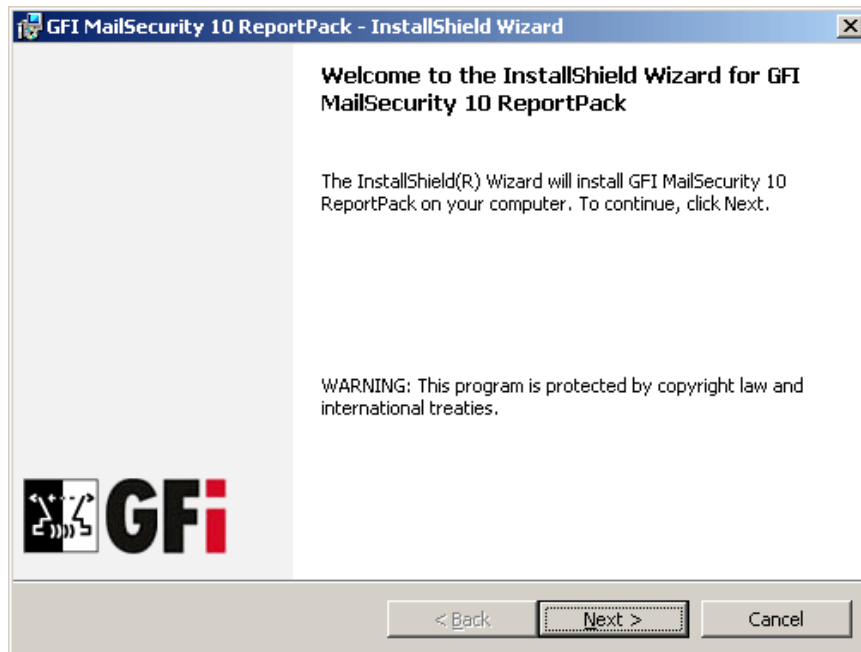 GFI MailSecurity 10 ReportPack - InstallShield Wizard
Welcome to the InstallShield Wizard for GFI
MailSecurity 10 ReportPack
The InstallShield(R) Wizard will install GFI MailSecurity 10
ReportPack on your computer. To continue, click Next.
WARNING: This program is protected by copyright law and
international treaties.
GFi
< Back
Next >
Cancel